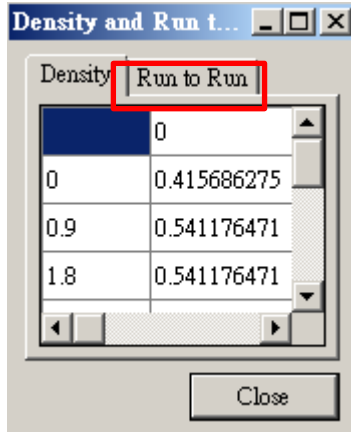 Density and Run t...
Density Run to Run
0
0 0.415686275
0.9 0.541176471
1.8 0.541176471
Close